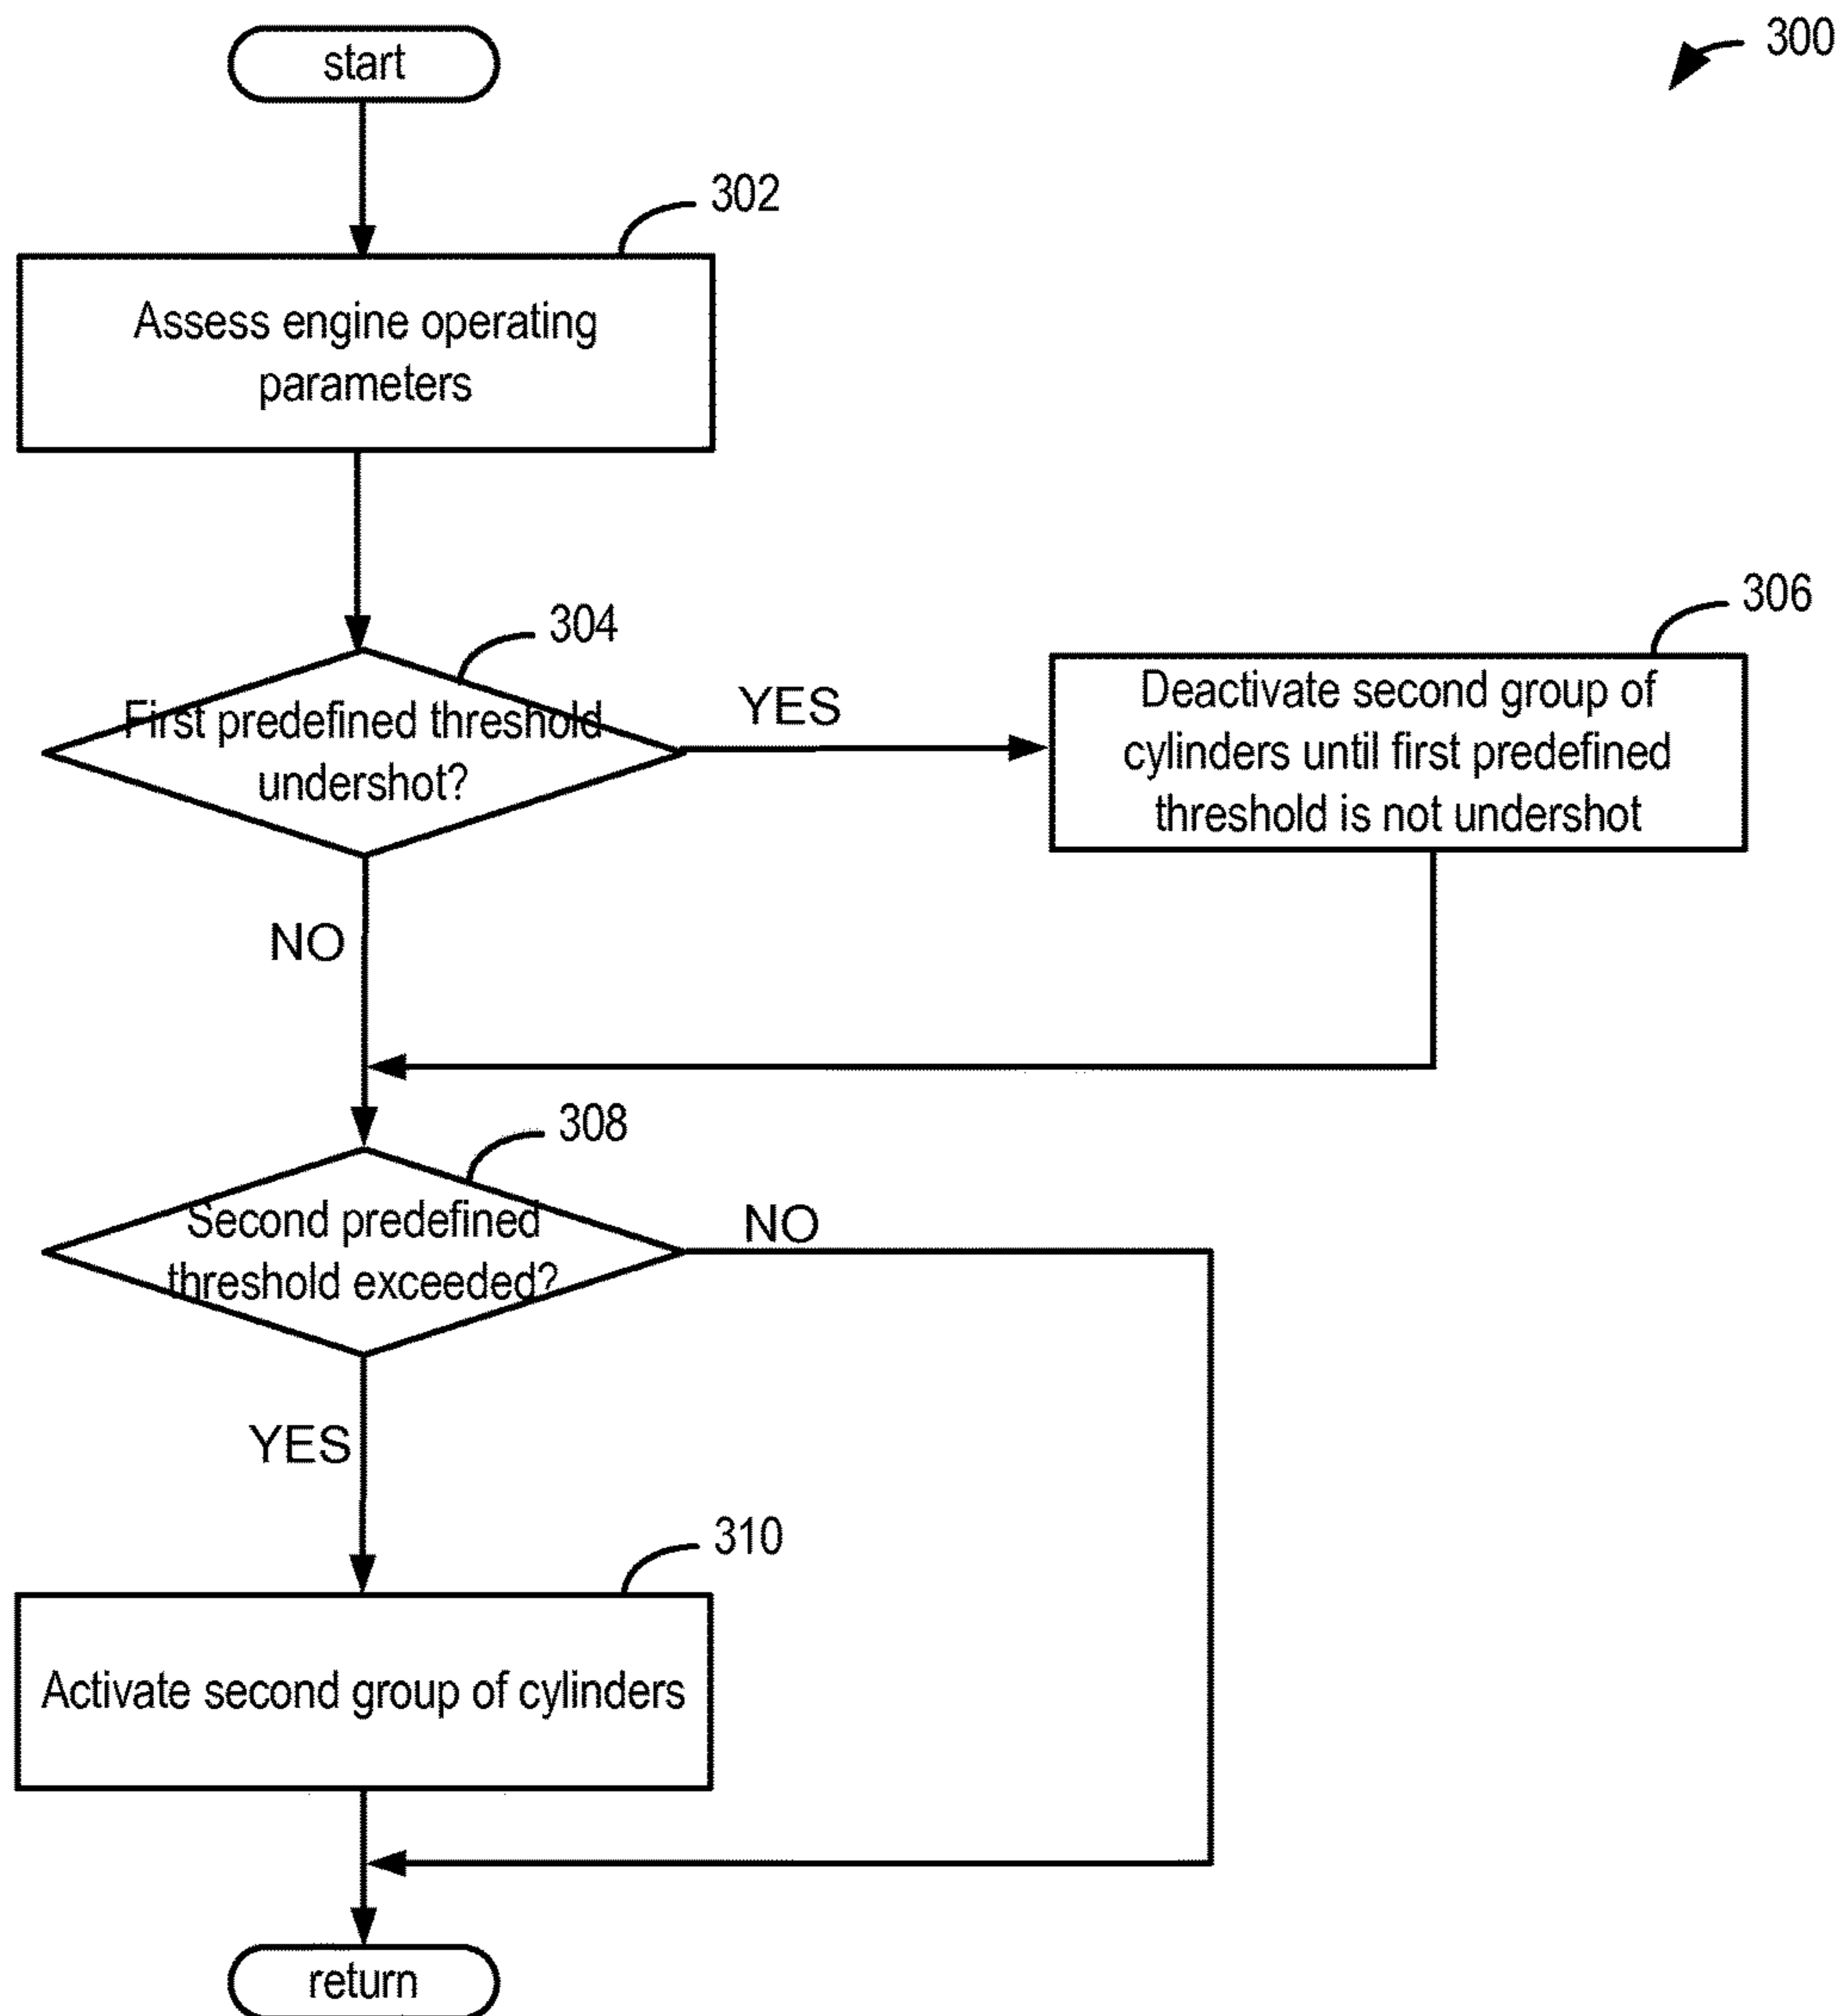 start
300
302
Assess engine operating
parameters
304
First predefined threshold
undershot?
YES
306
Deactivate second group of
cylinders until first predefined
threshold is not undershot
NO
308
Second predefined
threshold exceeded?
NO
YES
310
Activate second group of cylinders
return